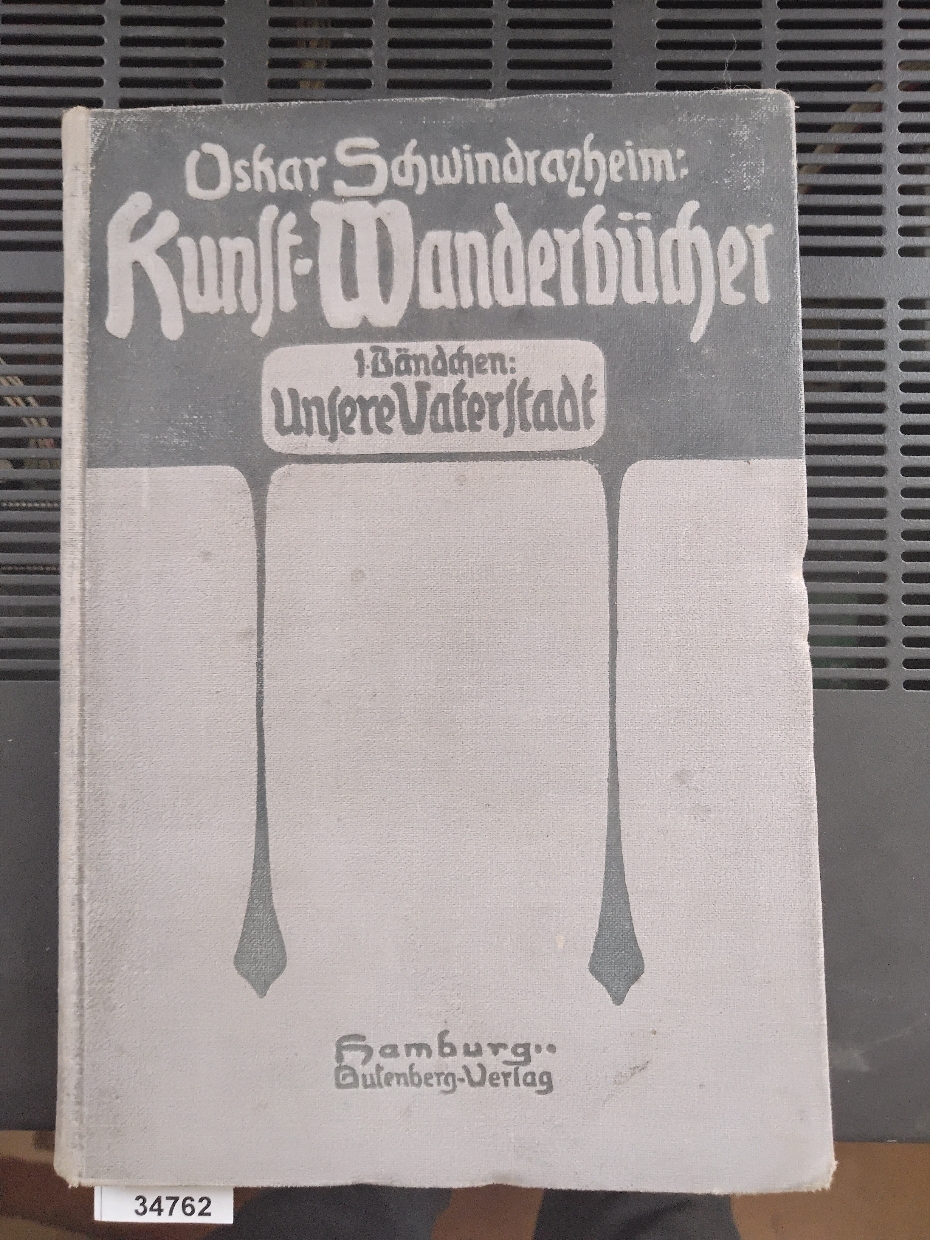 Oskar Schwindrazheim:
Kunst-Wanderbücher
1. Bändchen:
Unsere Vaterstadt
Hamburg..
Gutenberg-Verlag
34762